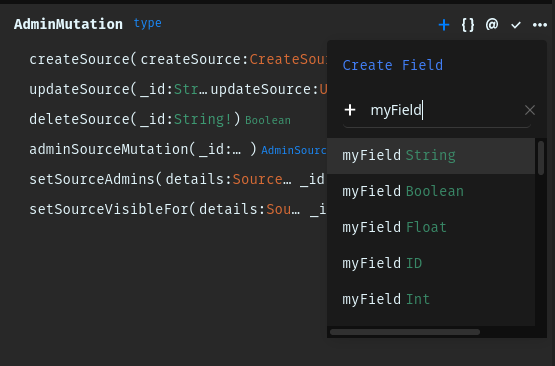 AdminMutation type + {} @ ✓ •••
createSource(createSource:CreateSou
updateSource(_id:Str… updateSource:U
deleteSource(_id:String!) Boolean
adminSourceMutation(_id:… ) AdminSourc
setSourceAdmins(details:Source… _id
setSourceVisibleFor(details:Sou… _i
Create Field
+ myField ×
myField String
myField Boolean
myField Float
myField ID
myField Int